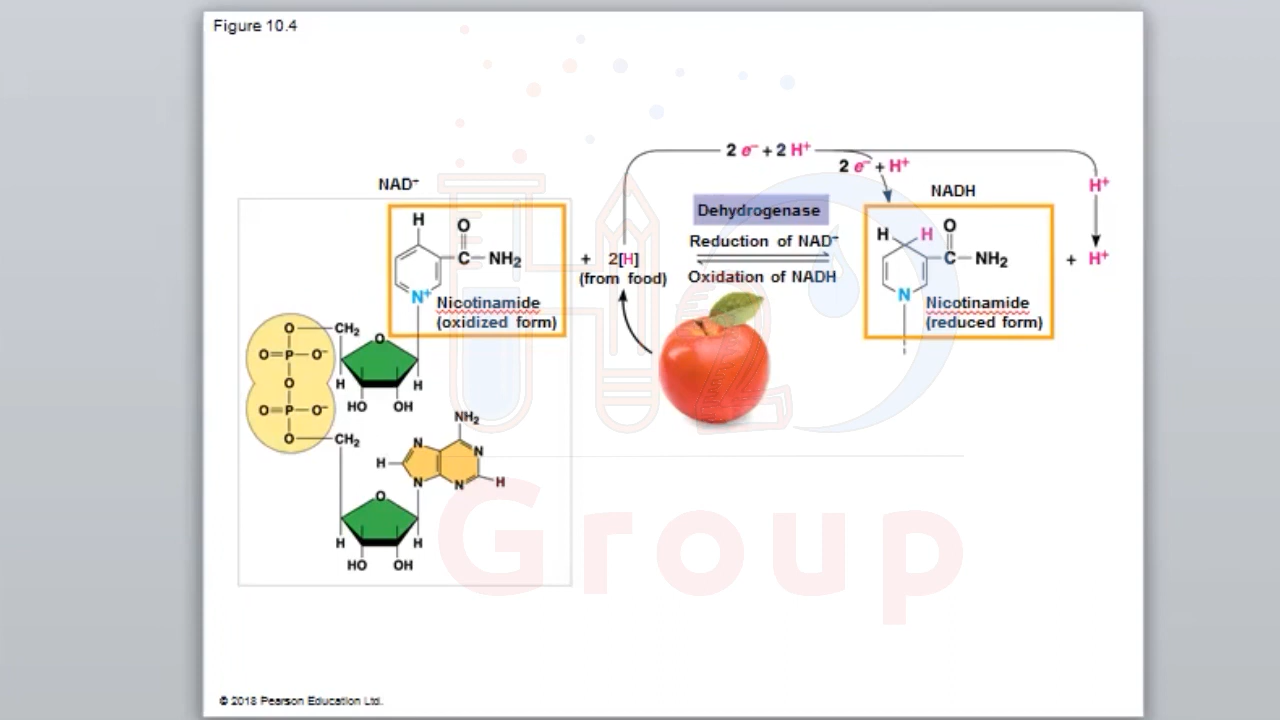 Figure 10.4
2 e– + 2 H+
2 e– + H+
H+
NAD+
NADH
Dehydrogenase
Reduction of NAD+
Oxidation of NADH
H
O
C
NH2
N+
Nicotinamide
(oxidized form)
+ 2[H]
(from food)
H
H
O
C
NH2
N
Nicotinamide
(reduced form)
+ H+
O
CH2
O=P—O–
O
O=P—O–
O
CH2
O
H
H
HO
OH
NH2
N
N
H
N
N
H
O
H
H
HO
OH
Group
© 2018 Pearson Education Ltd.